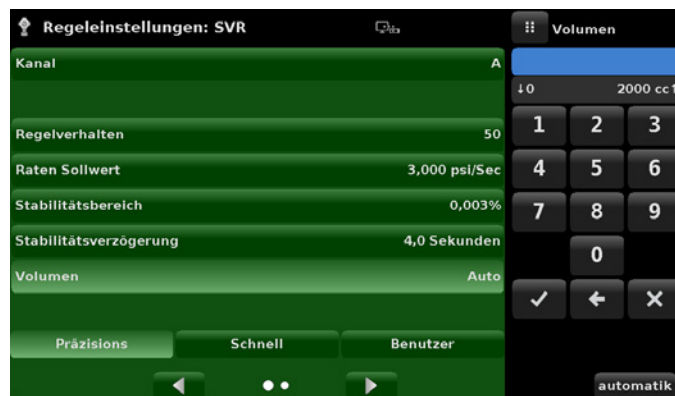 Regeleinstellungen: SVR
Kanal A
Regelverhalten 50
Raten Sollwert 3,000 psi/Sec
Stabilitätsbereich 0,003%
Stabilitätsverzögerung 4,0 Sekunden
Volumen Auto
Präzisions Schnell Benutzer
Volumen
↓0 2000 cc↑
1 2 3
4 5 6
7 8 9
0
automatik